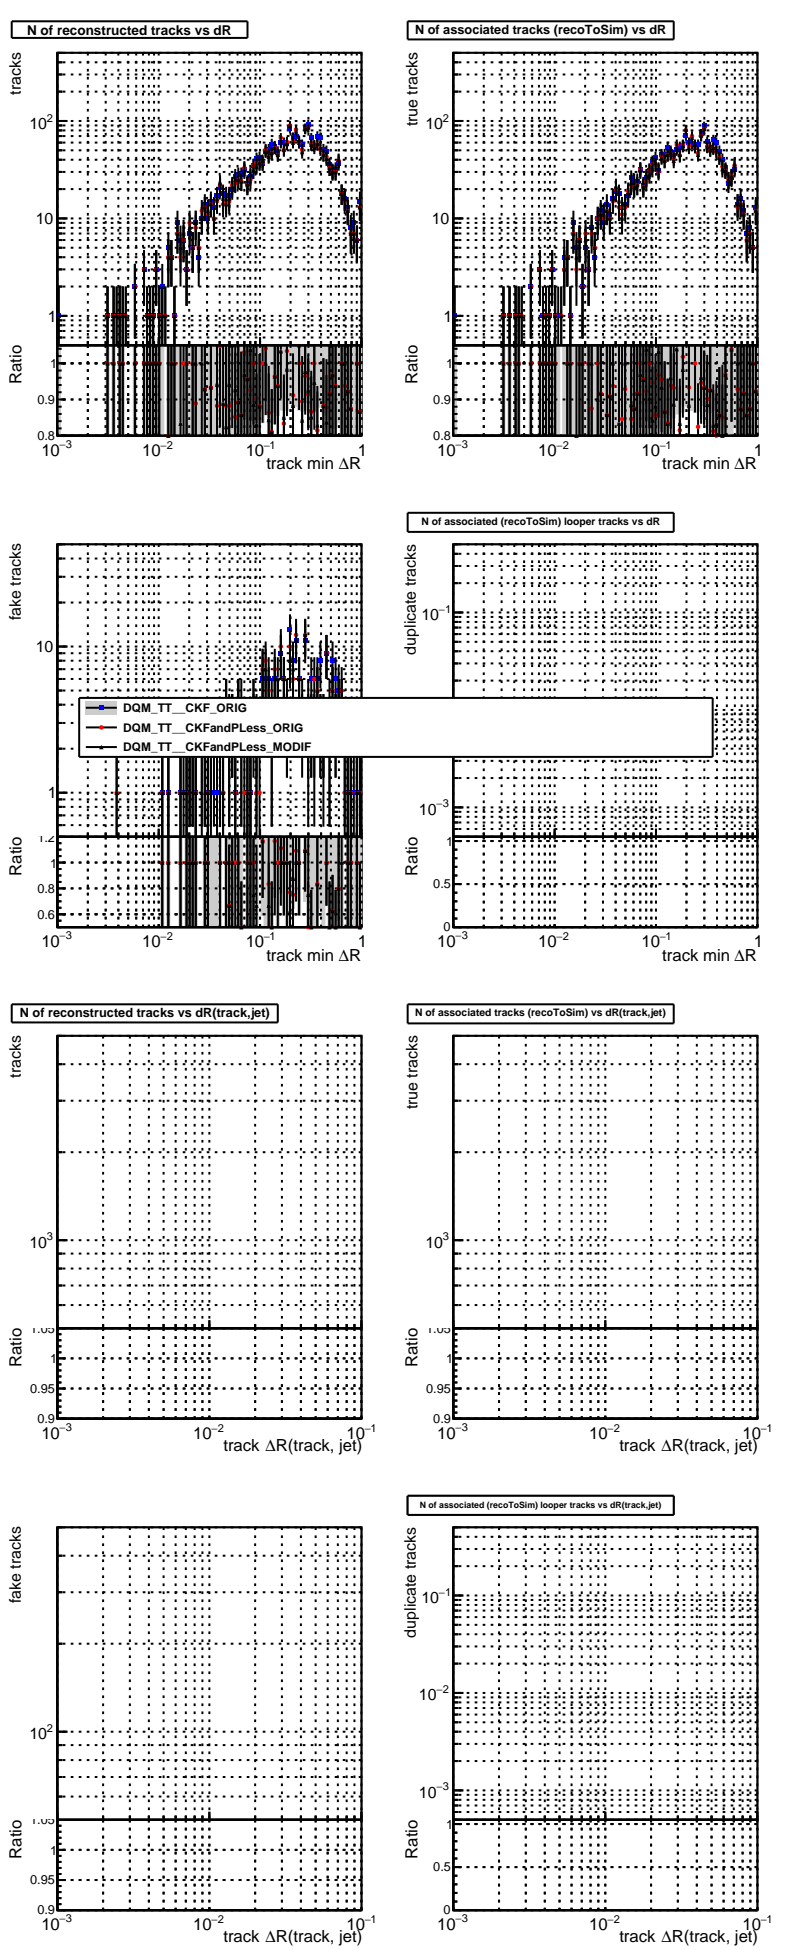 N of reconstructed tracks vs dR
tracks
10²
10
1
Ratio
1
0.9
0.8
10⁻³ 10⁻² 10⁻¹ 1
track min ΔR
N of associated tracks (recoToSim) vs dR
true tracks
10²
10
1
Ratio
1
0.9
0.8
10⁻³ 10⁻² 10⁻¹ 1
track min ΔR
fake tracks
10
1
Ratio
1.2
1
0.8
0.6
10⁻³ 10⁻² 10⁻¹ 1
track min ΔR
N of associated (recoToSim) looper tracks vs dR
duplicate tracks
10⁻¹
10⁻³
Ratio
1
0.5
0
10⁻³ 10⁻² 10⁻¹ 1
track min ΔR
DQM_TT__CKF_ORIG
DQM_TT__CKFandPLess_ORIG
DQM_TT__CKFandPLess_MODIF
N of reconstructed tracks vs dR(track,jet)
tracks
10³
Ratio
1.05
1
0.95
0.9
10⁻³ 10⁻² 10⁻¹
track ΔR(track, jet)
N of associated tracks (recoToSim) vs dR(track,jet)
true tracks
10³
Ratio
1.05
1
0.95
0.9
10⁻³ 10⁻² 10⁻¹
track ΔR(track, jet)
fake tracks
10²
Ratio
1.05
1
0.95
0.9
10⁻³ 10⁻² 10⁻¹
track ΔR(track, jet)
N of associated (recoToSim) looper tracks vs dR(track,jet)
duplicate tracks
10⁻¹
10⁻²
10⁻³
Ratio
1
0.5
0
10⁻³ 10⁻² 10⁻¹
track ΔR(track, jet)